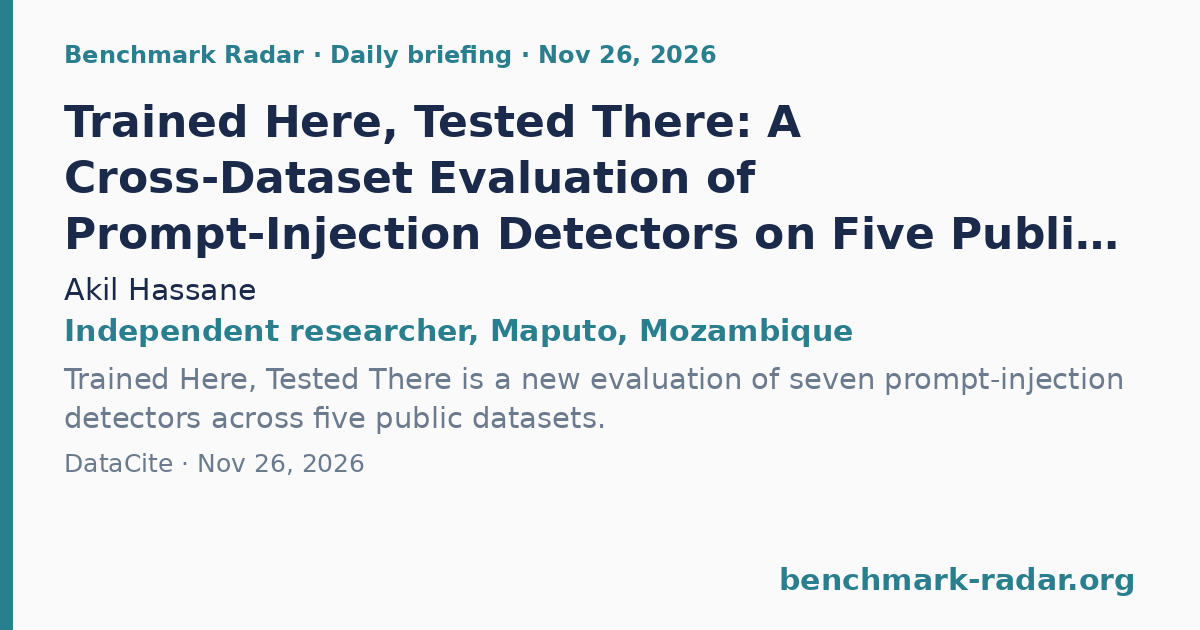 Benchmark Radar · Daily briefing · Nov 26, 2026
Trained Here, Tested There: A
Cross-Dataset Evaluation of
Prompt-Injection Detectors on Five Publi…
Akil Hassane
Independent researcher, Maputo, Mozambique
Trained Here, Tested There is a new evaluation of seven prompt-injection
detectors across five public datasets.
DataCite · Nov 26, 2026
benchmark-radar.org